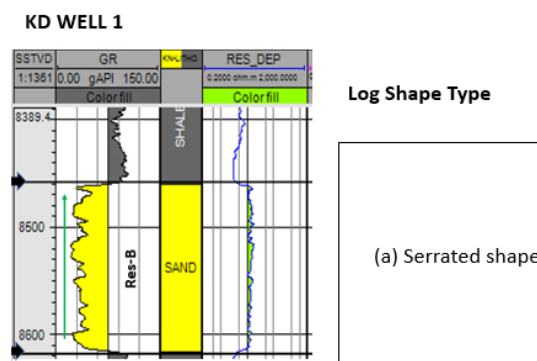 KD WELL 1
SSTVD GR RES_DEP
1:1361 0.00 gAPI 150.00 0.2000 ohm.m 2,000.0000
Color fill Color fill
Log Shape Type
8389.4
SHALE
8500
(a) Serrated shape
Res-B
SAND
8600